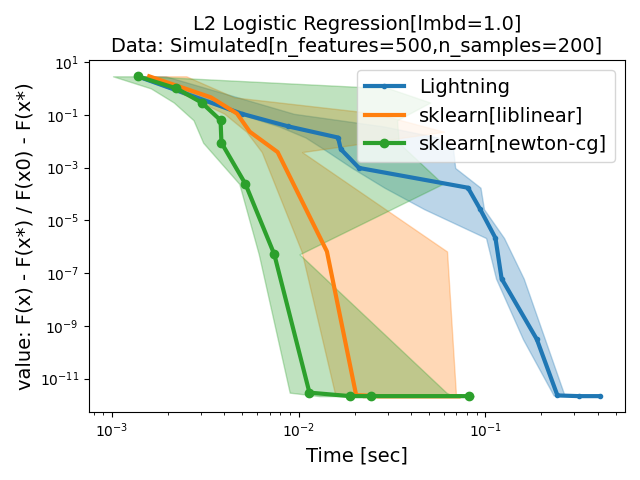 L2 Logistic Regression[lmbd=1.0]
Data: Simulated[n_features=500,n_samples=200]
value: F(x) - F(x*) / F(x0) - F(x*)
10¹
10⁻¹
10⁻³
10⁻⁵
10⁻⁷
10⁻⁹
10⁻¹¹
Lightning
sklearn[liblinear]
sklearn[newton-cg]
10⁻³
10⁻²
10⁻¹
Time [sec]